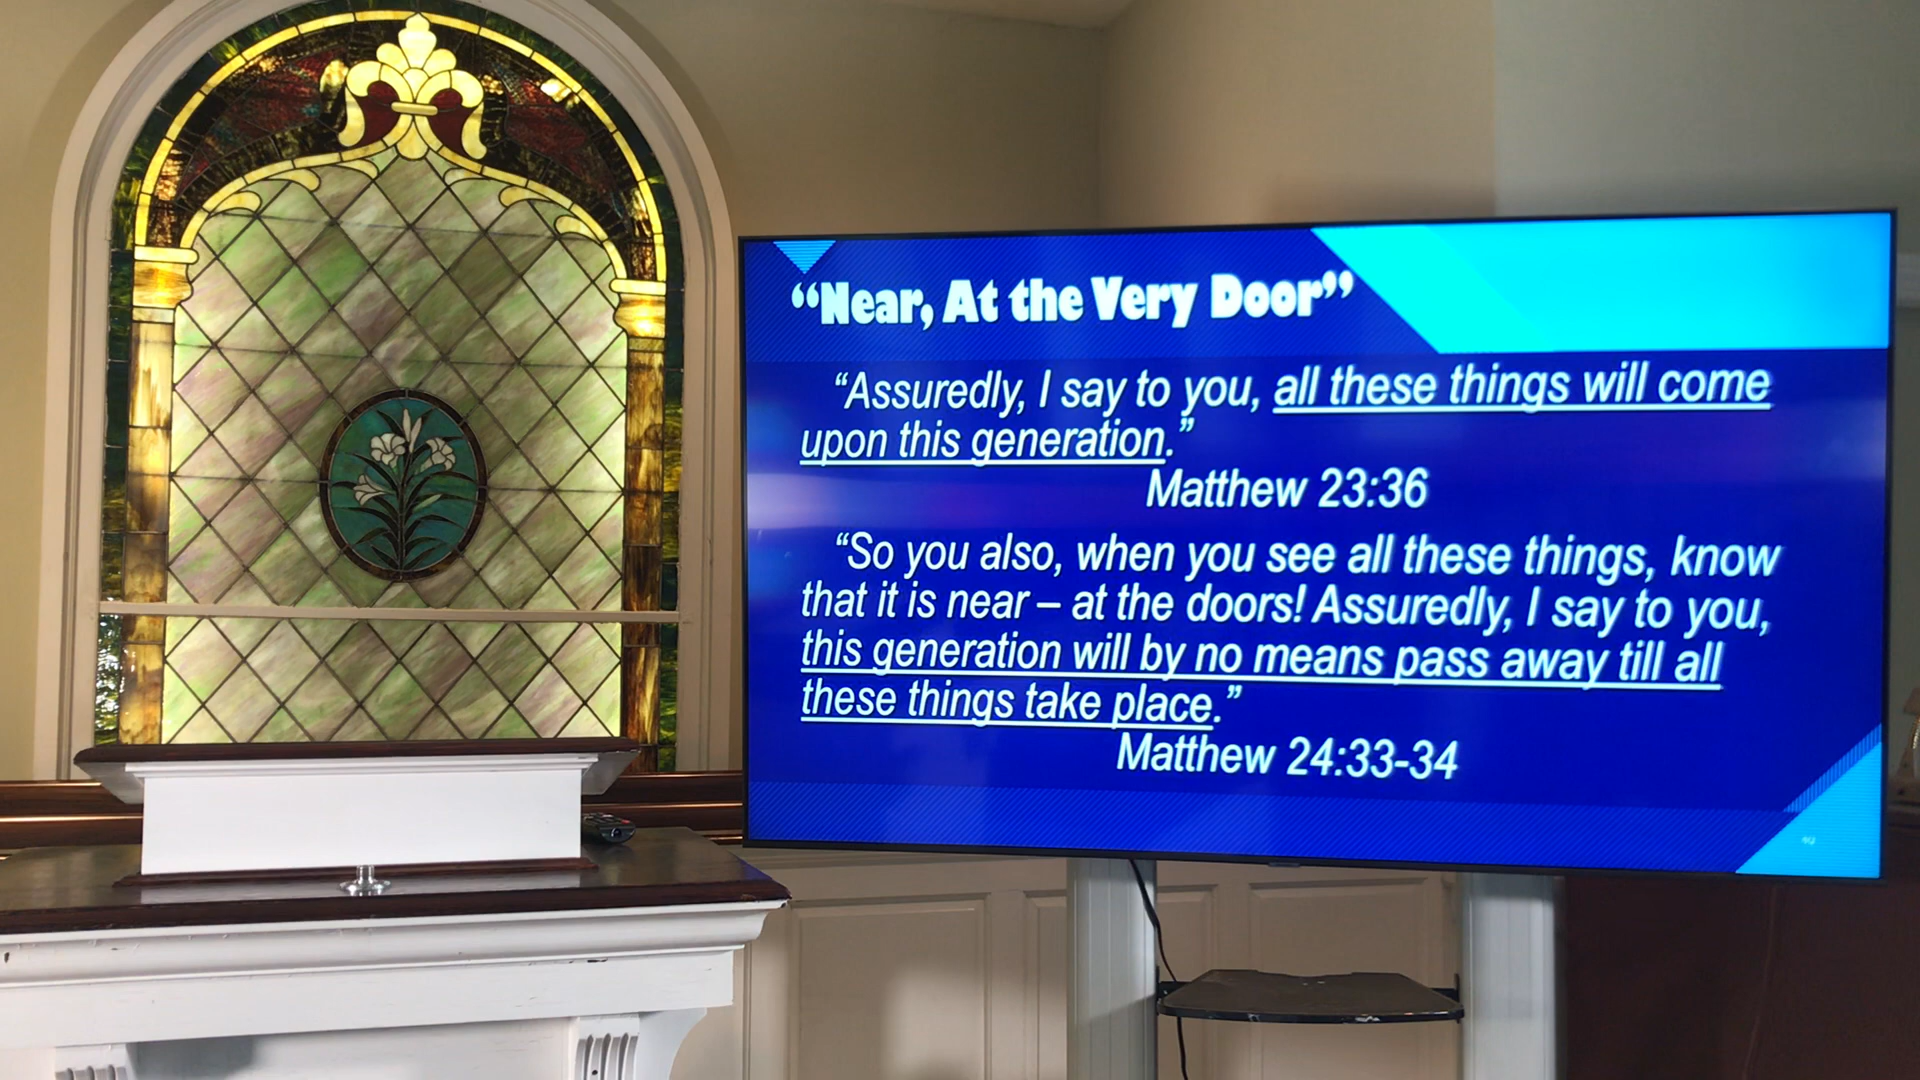 “Near, At the Very Door”
“Assuredly, I say to you, all these things will come
upon this generation.”
Matthew 23:36
“So you also, when you see all these things, know
that it is near – at the doors! Assuredly, I say to you,
this generation will by no means pass away till all
these things take place.”
Matthew 24:33-34